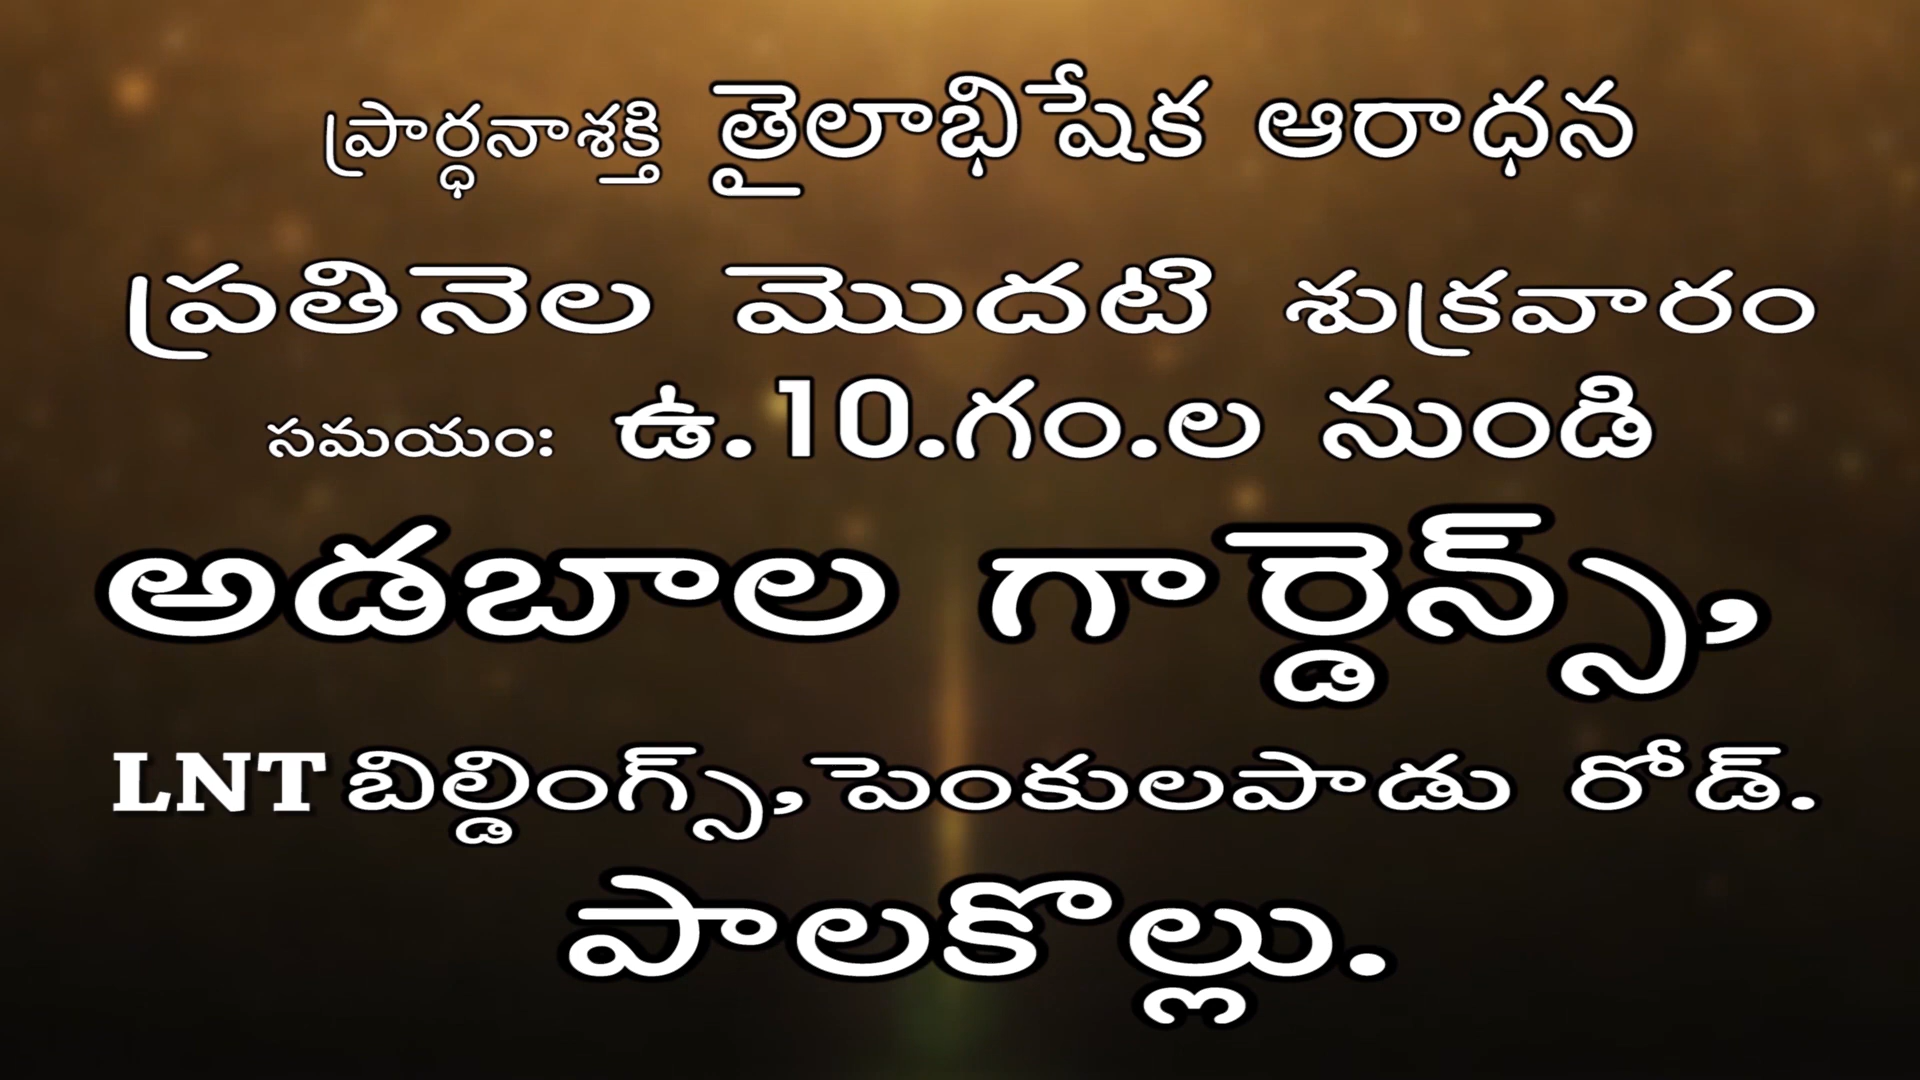 ప్రార్ధనాశక్తి తైలాభిషేక ఆరాధన
ప్రతినెల మొదటి శుక్రవారం
సమయం: ఉ.10.గం.ల నుండి
అడబాల గార్డెన్స్,
LNT బిల్డింగ్స్,పెంకులపాడు రోడ్.
పాలకొల్లు.